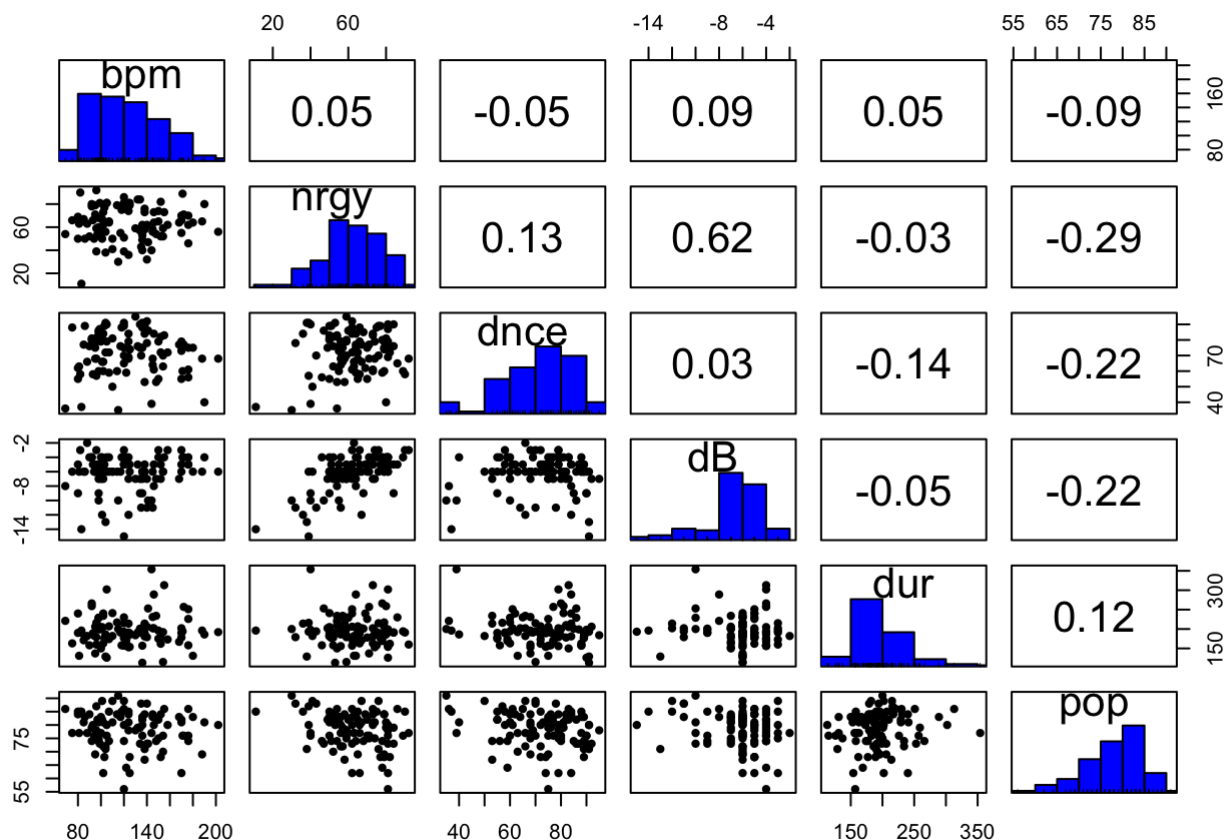 20 60 -14 -8 -4 55 65 75 85
bpm 0.05 -0.05 0.09 0.05 -0.09 80 160
20 60 nrgy 0.13 0.62 -0.03 -0.29
dnce 0.03 -0.14 -0.22 40 70
-14 -8 -2 dB -0.05 -0.22
dur 0.12 150 300
55 75 pop
80 140 200 40 60 80 150 250 350